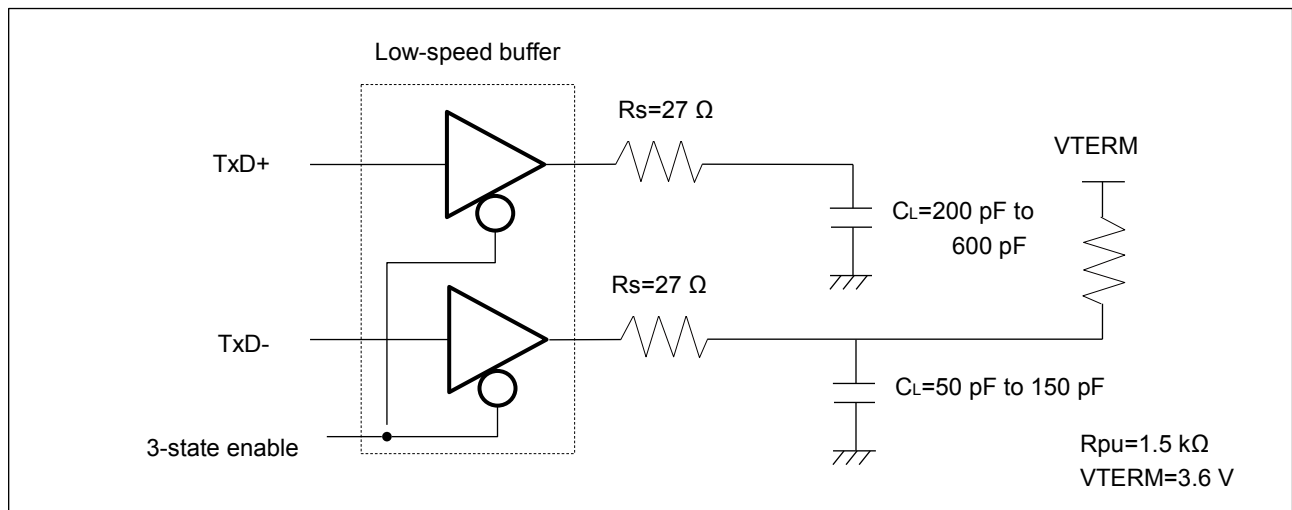 Low-speed buffer
Rs=27 Ω
TxD+
VTERM
CL=200 pF to
600 pF
Rs=27 Ω
TxD-
CL=50 pF to 150 pF
3-state enable
Rpu=1.5 kΩ
VTERM=3.6 V